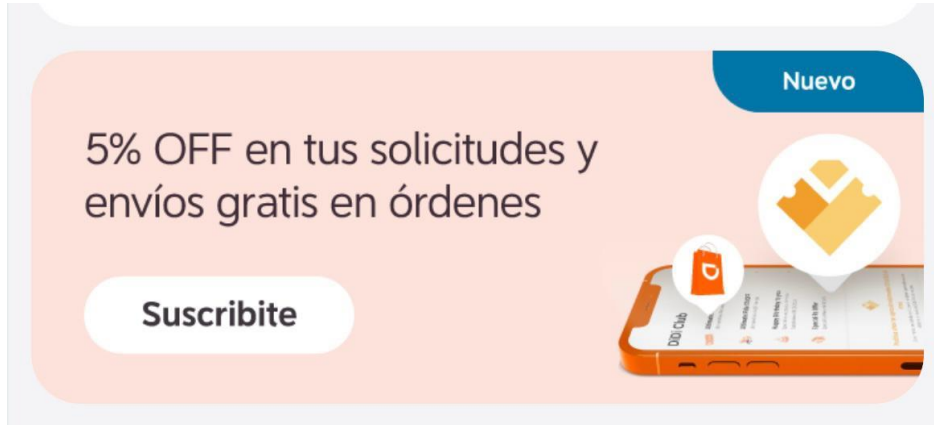 Nuevo
5% OFF en tus solicitudes y
envíos gratis en órdenes
Suscribite
DiDi Club